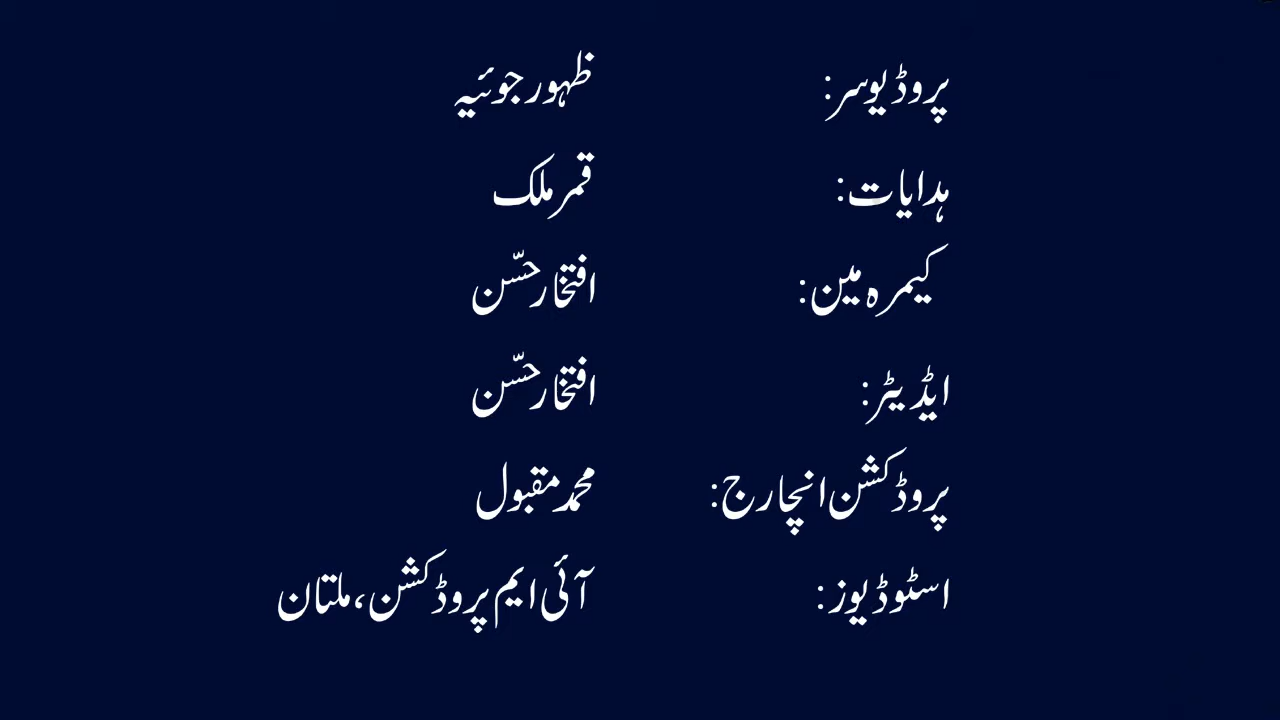 پروڈیوسر: ظہور جوئیہ
ہدایات: قمر ملک
کیمرہ مین: افتخار حسّن
ایڈیٹر: افتخار حسّن
پروڈکشن انچارج: محمد مقبول
اسٹوڈیوز: آئی ایم پروڈکشن، ملتان